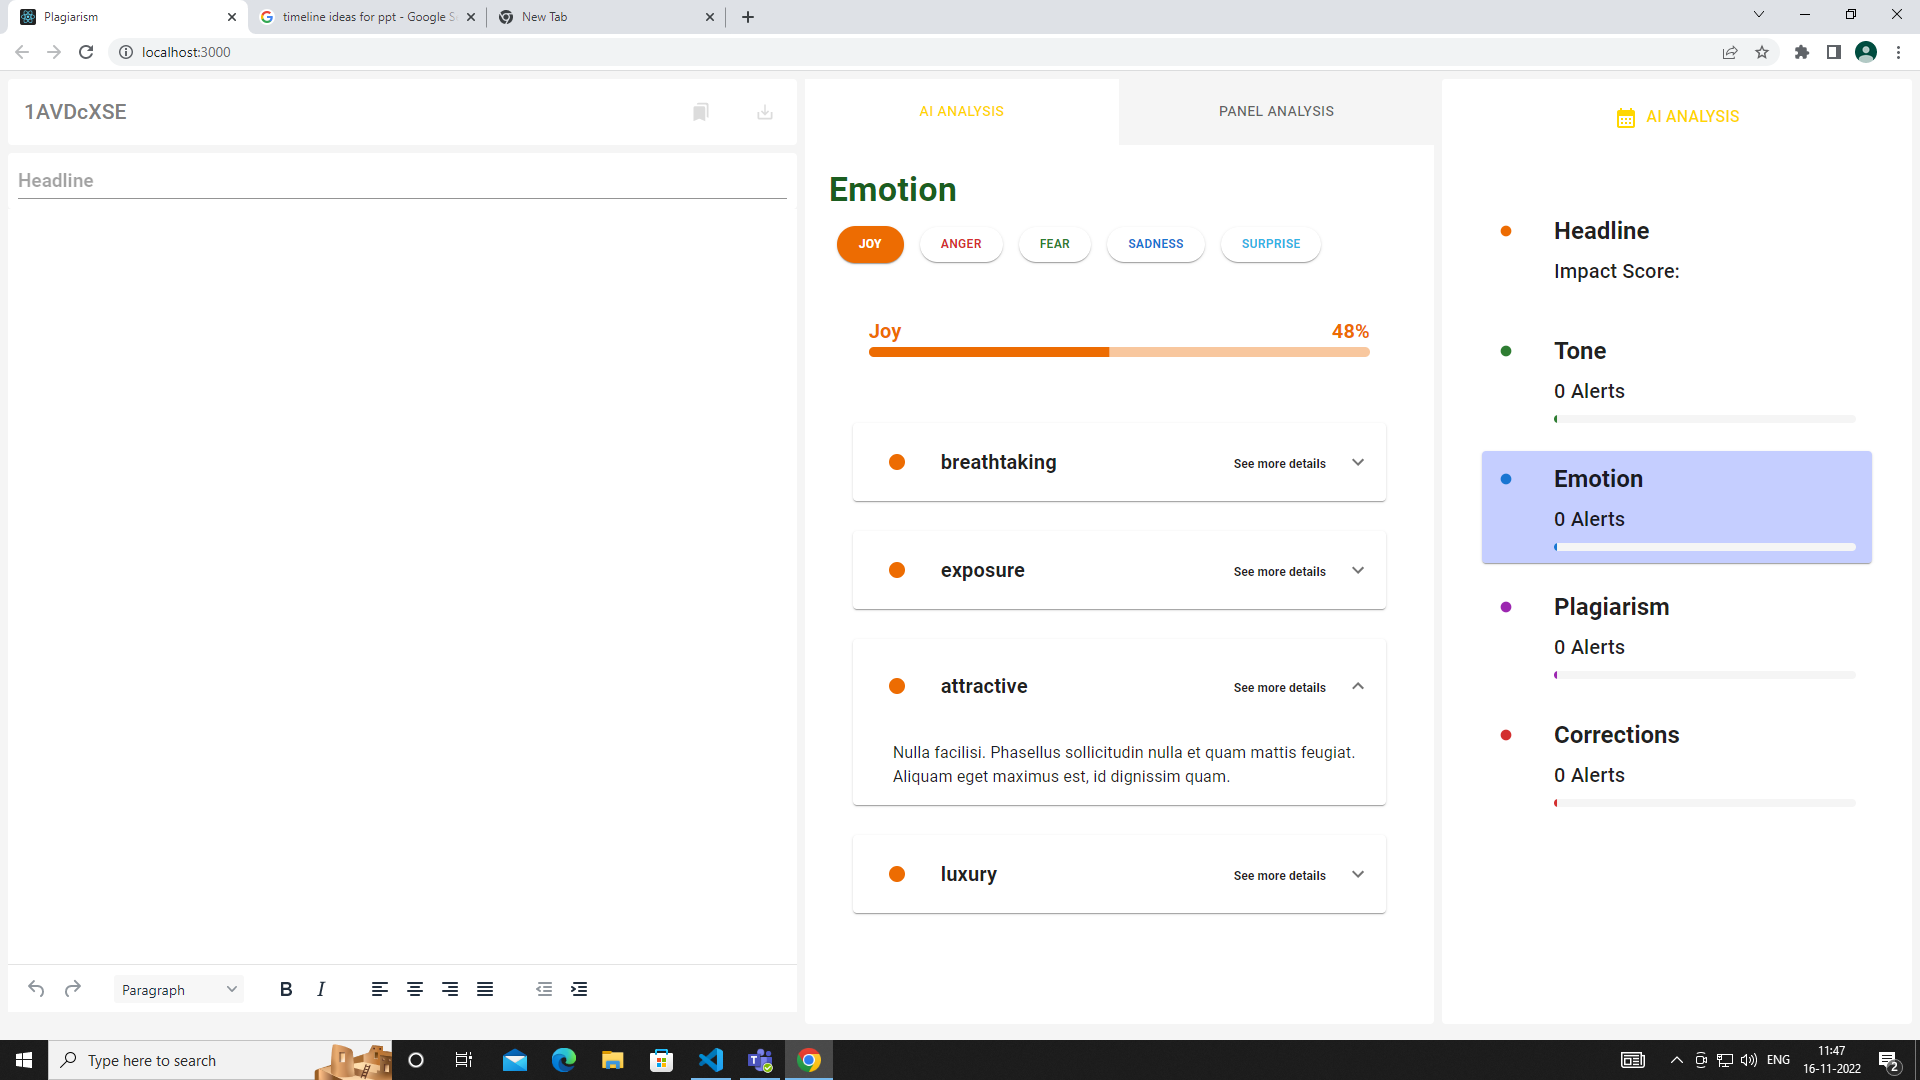 Plagiarism
timeline ideas for ppt - Google S
New Tab
localhost:3000
1AVDcXSE
Headline
Paragraph
B I
AI ANALYSIS
PANEL ANALYSIS
Emotion
JOY
ANGER
FEAR
SADNESS
SURPRISE
Joy
48%
breathtaking
See more details
exposure
See more details
attractive
See more details
Nulla facilisi. Phasellus sollicitudin nulla et quam mattis feugiat.
Aliquam eget maximus est, id dignissim quam.
luxury
See more details
AI ANALYSIS
Headline
Impact Score:
Tone
0 Alerts
Emotion
0 Alerts
Plagiarism
0 Alerts
Corrections
0 Alerts
Type here to search
ENG
11:47
16-11-2022
2